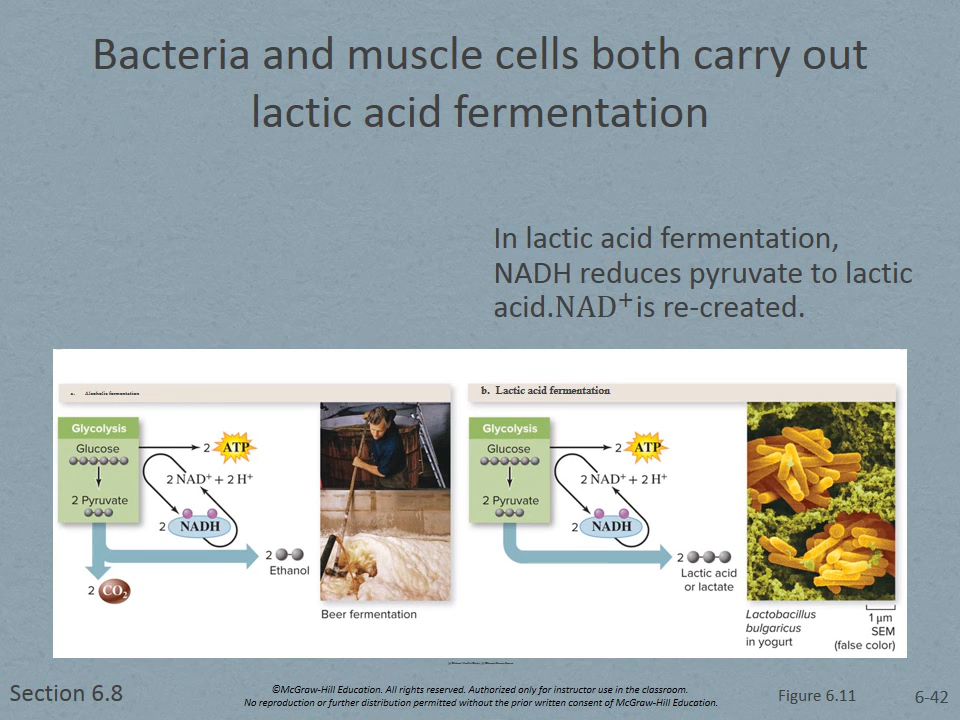 Bacteria and muscle cells both carry out
lactic acid fermentation
In lactic acid fermentation,
NADH reduces pyruvate to lactic
acid.NAD⁺is re-created.
a. Alcoholic fermentation
Glycolysis
Glucose
2 Pyruvate
2 ATP
2 NAD⁺ + 2 H⁺
2 NADH
2
Ethanol
2 CO₂
Beer fermentation
b. Lactic acid fermentation
Glycolysis
Glucose
2 Pyruvate
2 ATP
2 NAD⁺ + 2 H⁺
2 NADH
2
Lactic acid
or lactate
Lactobacillus
bulgaricus
in yogurt
1 µm
SEM
(false color)
Section 6.8
©McGraw-Hill Education. All rights reserved. Authorized only for instructor use in the classroom.
No reproduction or further distribution permitted without the prior written consent of McGraw-Hill Education.
Figure 6.11
6-42